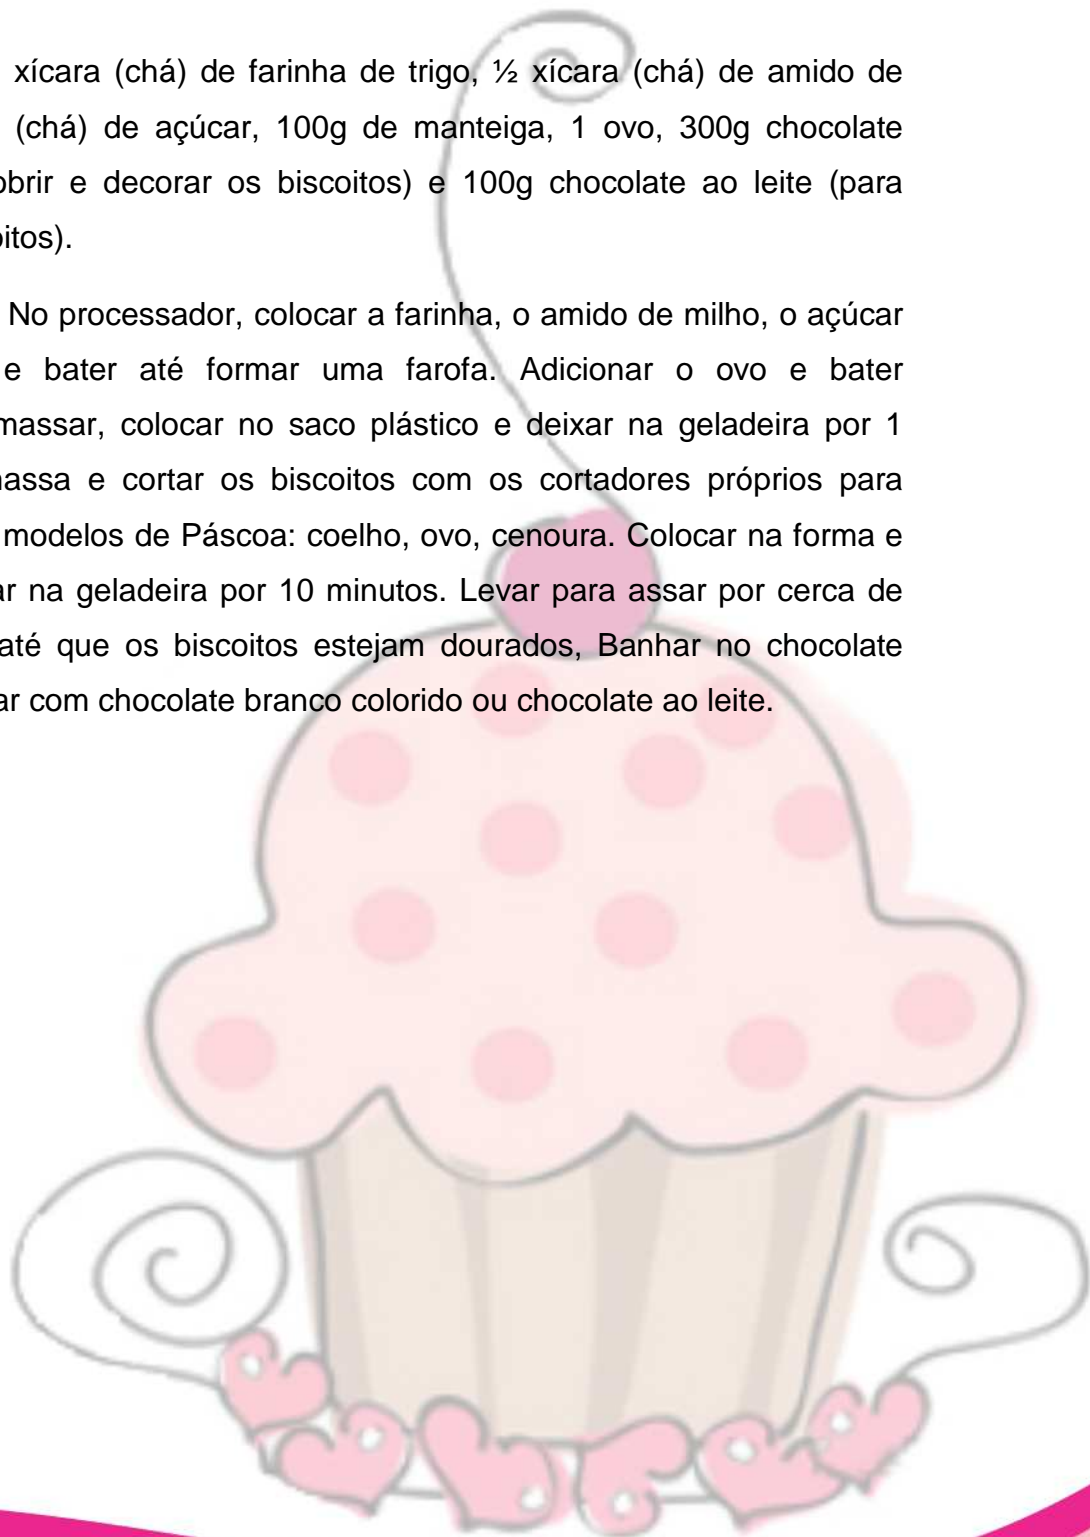 xícara (chá) de farinha de trigo, ½ xícara (chá) de amido de
(chá) de açúcar, 100g de manteiga, 1 ovo, 300g chocolate
brir e decorar os biscoitos) e 100g chocolate ao leite (para
itos).
No processador, colocar a farinha, o amido de milho, o açúcar
e bater até formar uma farofa. Adicionar o ovo e bater
massar, colocar no saco plástico e deixar na geladeira por 1
assa e cortar os biscoitos com os cortadores próprios para
modelos de Páscoa: coelho, ovo, cenoura. Colocar na forma e
ar na geladeira por 10 minutos. Levar para assar por cerca de
até que os biscoitos estejam dourados, Banhar no chocolate
ar com chocolate branco colorido ou chocolate ao leite.